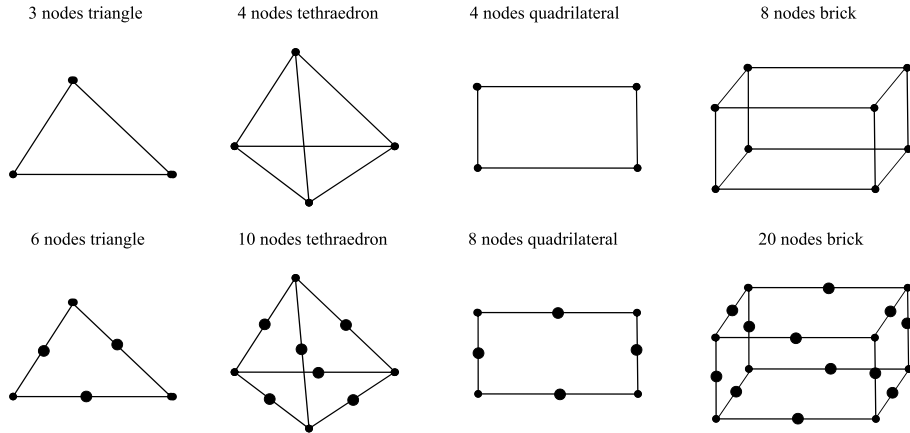 3 nodes triangle
4 nodes tethraedron
4 nodes quadrilateral
8 nodes brick
6 nodes triangle
10 nodes tethraedron
8 nodes quadrilateral
20 nodes brick